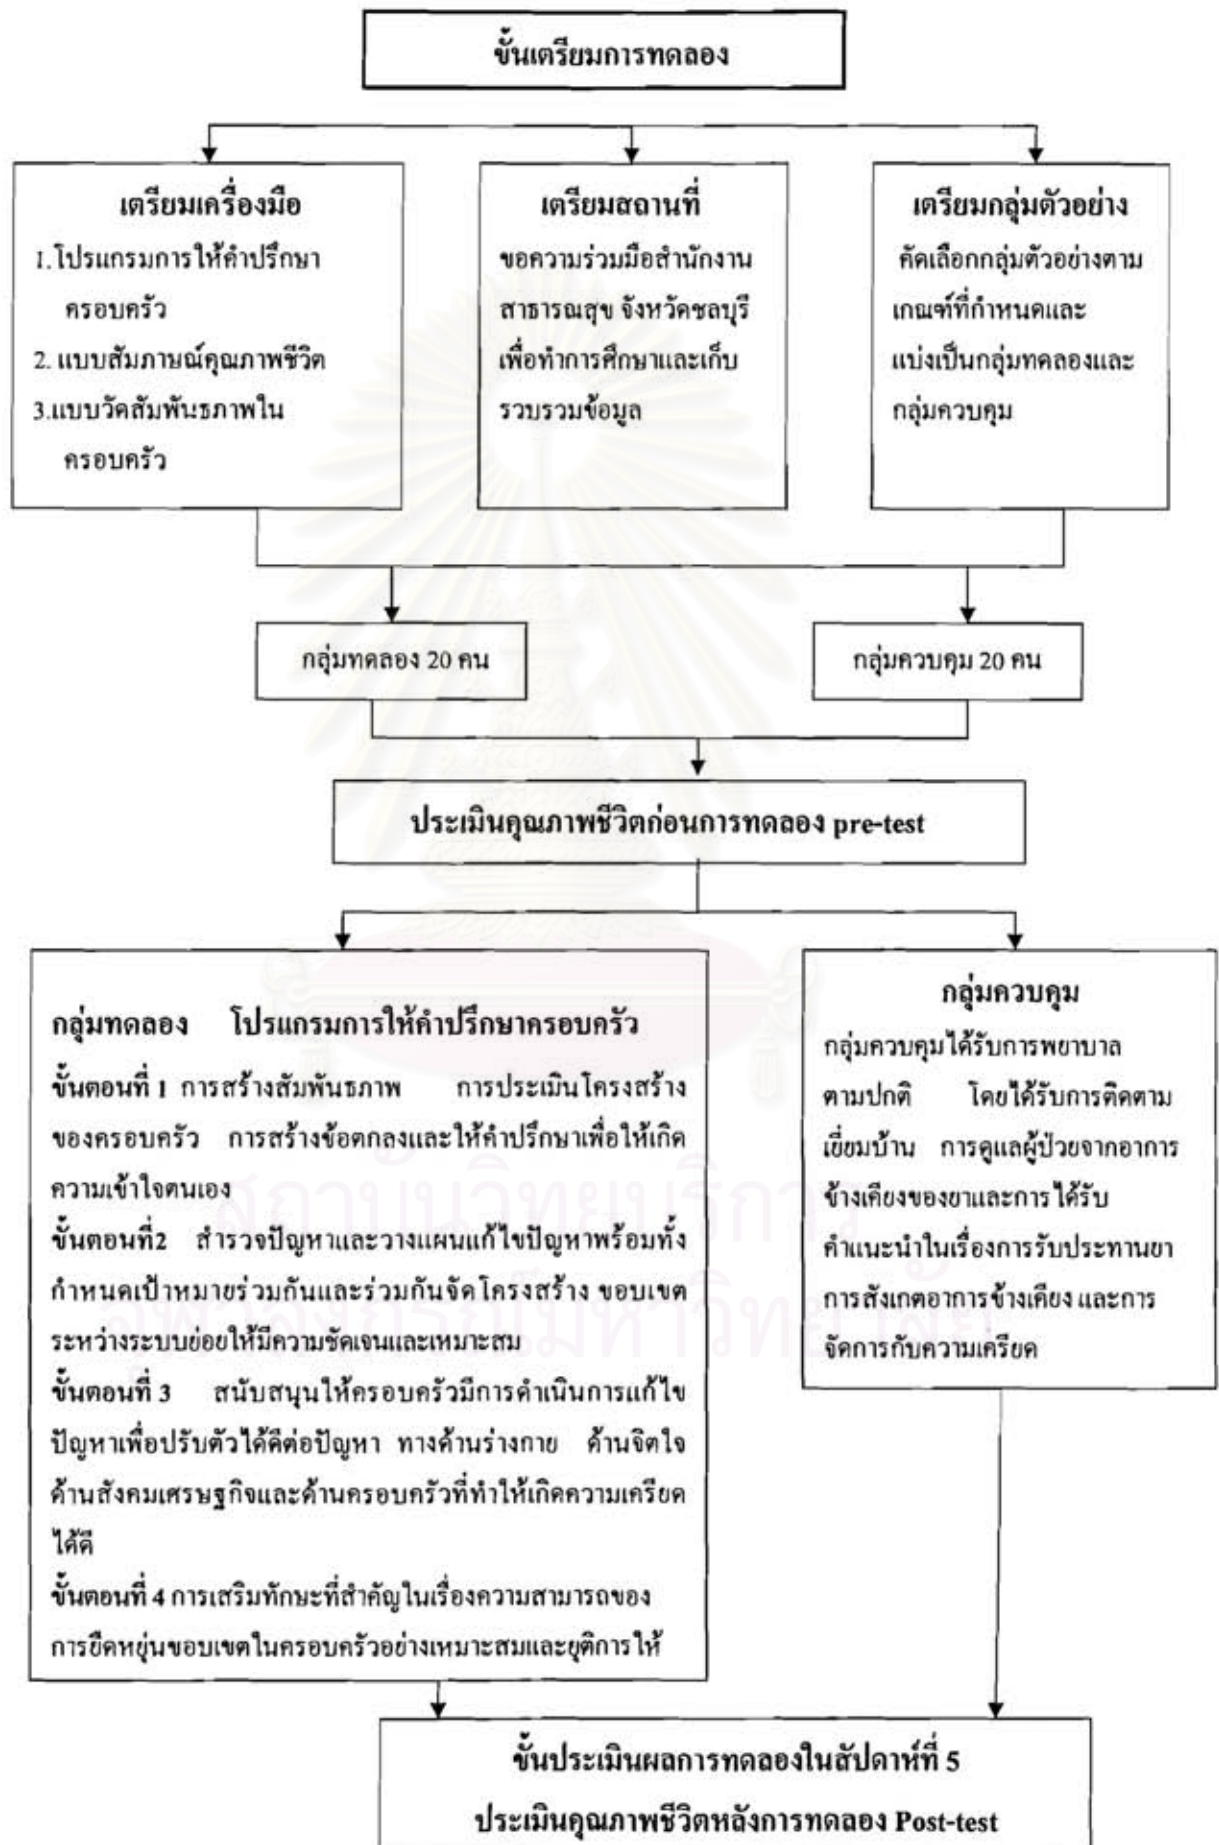 ขั้นเตรียมการทดลอง
เตรียมเครื่องมือ
1.โปรแกรมการให้คำปรึกษา
ครอบครัว
2. แบบสัมภาษณ์คุณภาพชีวิต
3.แบบวัดสัมพันธภาพใน
ครอบครัว
เตรียมสถานที่
ขอความร่วมมือสำนักงาน
สาธารณสุข จังหวัดชลบุรี
เพื่อทำการศึกษาและเก็บ
รวบรวมข้อมูล
เตรียมกลุ่มตัวอย่าง
คัดเลือกกลุ่มตัวอย่างตาม
เกณฑ์ที่กำหนดและ
แบ่งเป็นกลุ่มทดลองและ
กลุ่มควบคุม
กลุ่มทดลอง 20 คน
กลุ่มควบคุม 20 คน
ประเมินคุณภาพชีวิตก่อนการทดลอง pre-test
กลุ่มทดลอง โปรแกรมการให้คำปรึกษาครอบครัว
ขั้นตอนที่ 1 การสร้างสัมพันธภาพ การประเมินโครงสร้าง
ของครอบครัว การสร้างข้อตกลงและให้คำปรึกษาเพื่อให้เกิด
ความเข้าใจตนเอง
ขั้นตอนที่2 สำรวจปัญหาและวางแผนแก้ไขปัญหาพร้อมทั้ง
กำหนดเป้าหมายร่วมกันและร่วมกันจัดโครงสร้าง ขอบเขต
ระหว่างระบบย่อยให้มีความชัดเจนและเหมาะสม
ขั้นตอนที่ 3 สนับสนุนให้ครอบครัวมีการดำเนินการแก้ไข
ปัญหาเพื่อปรับตัวได้ดีต่อปัญหา ทางด้านร่างกาย ด้านจิตใจ
ด้านสังคมเศรษฐกิจและด้านครอบครัวที่ทำให้เกิดความเครียด
ได้ดี
ขั้นตอนที่ 4 การเสริมทักษะที่สำคัญในเรื่องความสามารถของ
การยืดหยุ่นขอบเขตในครอบครัวอย่างเหมาะสมและยุติการให้
กลุ่มควบคุม
กลุ่มควบคุมได้รับการพยาบาล
ตามปกติ โดยได้รับการติดตาม
เยี่ยมบ้าน การดูแลผู้ป่วยจากอาการ
ข้างเคียงของยาและการได้รับ
คำแนะนำในเรื่องการรับประทานยา
การสังเกตอาการข้างเคียง และการ
จัดการกับความเครียด
สถาบันวิทยบริการ
จุฬาลงกรณ์มหาวิทยาลัย
ขั้นประเมินผลการทดลองในสัปดาห์ที่ 5
ประเมินคุณภาพชีวิตหลังการทดลอง Post-test